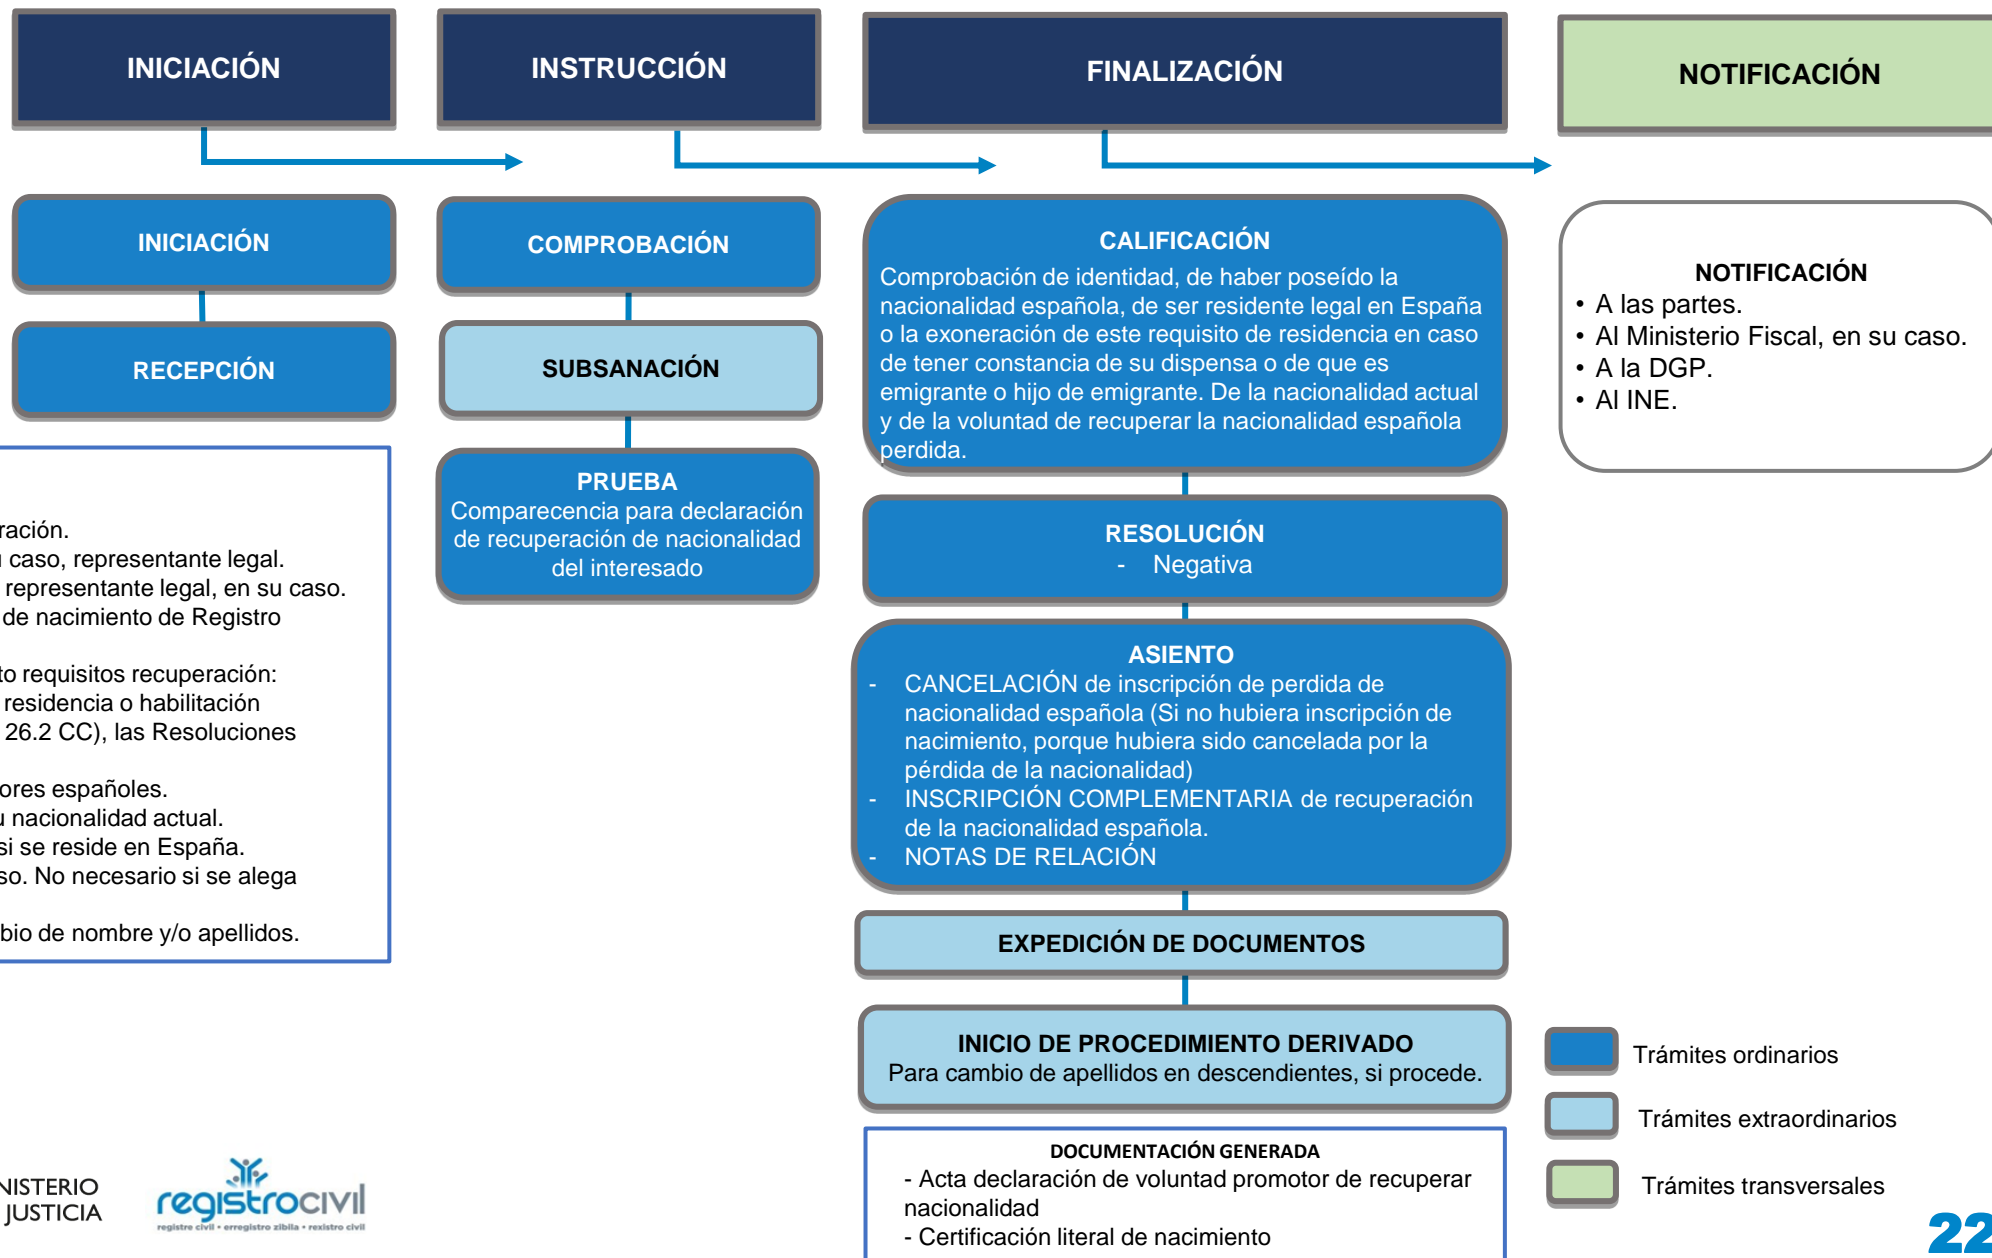 INICIACIÓN
INSTRUCCIÓN
FINALIZACIÓN
NOTIFICACIÓN
INICIACIÓN
RECEPCIÓN
COMPROBACIÓN
SUBSANACIÓN
PRUEBA
Comparecencia para declaración
de recuperación de nacionalidad
del interesado
CALIFICACIÓN
Comprobación de identidad, de haber poseído la
nacionalidad española, de ser residente legal en España
o la exoneración de este requisito de residencia en caso
de tener constancia de su dispensa o de que es
emigrante o hijo de emigrante. De la nacionalidad actual
y de la voluntad de recuperar la nacionalidad española
perdida.
RESOLUCIÓN
- Negativa
ASIENTO
- CANCELACIÓN de inscripción de perdida de
nacionalidad española (Si no hubiera inscripción de
nacimiento, porque hubiera sido cancelada por la
pérdida de la nacionalidad)
- INSCRIPCIÓN COMPLEMENTARIA de recuperación
de la nacionalidad española.
- NOTAS DE RELACIÓN
EXPEDICIÓN DE DOCUMENTOS
INICIO DE PROCEDIMIENTO DERIVADO
Para cambio de apellidos en descendientes, si procede.
DOCUMENTACIÓN GENERADA
- Acta declaración de voluntad promotor de recuperar
nacionalidad
- Certificación literal de nacimiento
NOTIFICACIÓN
• A las partes.
• Al Ministerio Fiscal, en su caso.
• A la DGP.
• Al INE.
ración.
caso, representante legal.
representante legal, en su caso.
de nacimiento de Registro
to requisitos recuperación:
residencia o habilitación
26.2 CC), las Resoluciones
ores españoles.
nacionalidad actual.
si se reside en España.
so. No necesario si se alega
bio de nombre y/o apellidos.
Trámites ordinarios
Trámites extraordinarios
Trámites transversales
NISTERIO
JUSTICIA
registrocivil
registre civil • erregistro zibila • rexistro civil
22